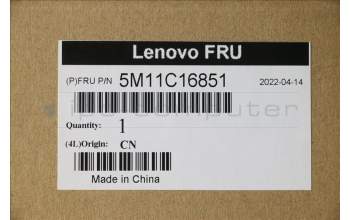 Lenovo FRU
(P)FRU P/N 5M11C16851 2022-04-14
Quantity: 1
(4L)Origin: CN
Made in China